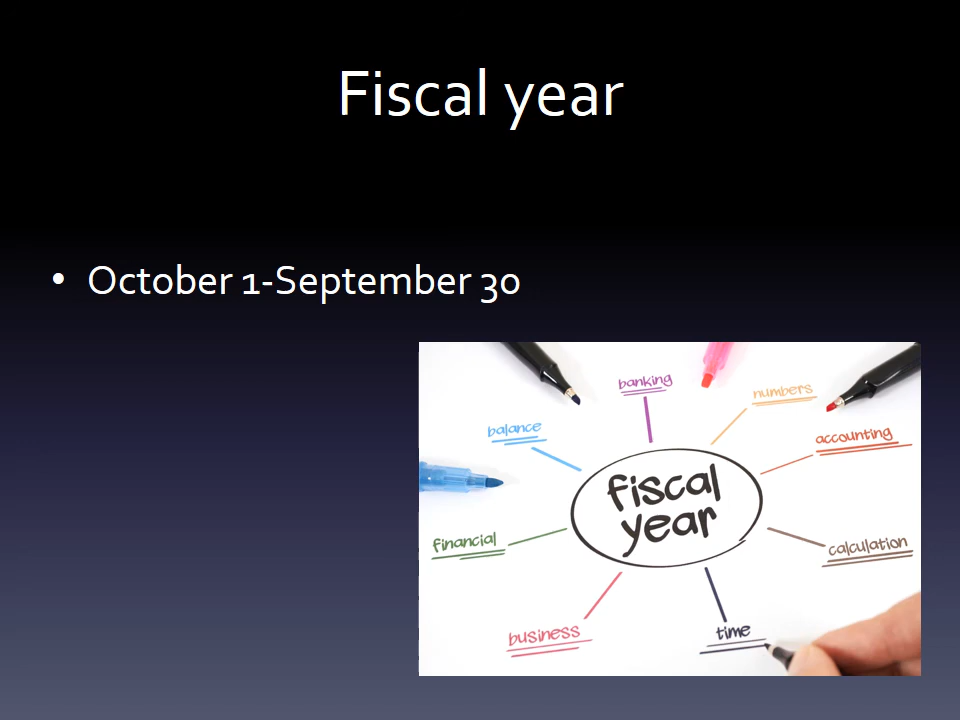 Fiscal year
• October 1-September 30
banking
numbers
balance
accounting
fiscal
year
financial
calculation
business
time